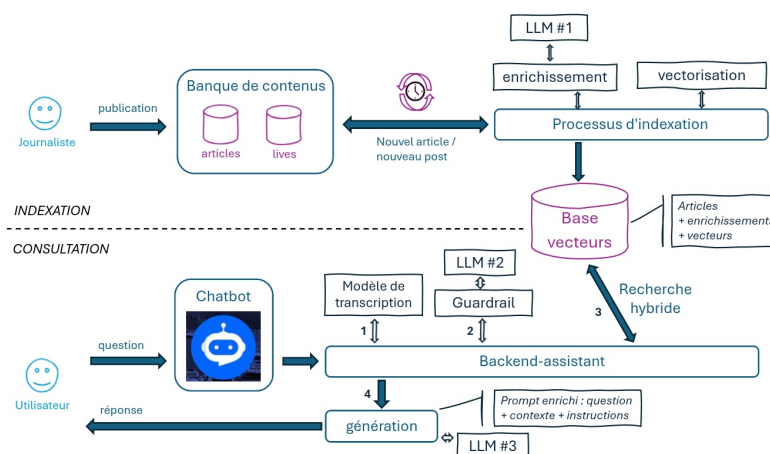 LLM #1
enrichissement
vectorisation
Banque de contenus
publication
Journaliste
articles
lives
Nouvel article /
nouveau post
Processus d'indexation
INDEXATION
Base
vecteurs
Articles
+ enrichissements
+ vecteurs
CONSULTATION
LLM #2
Chatbot
Modèle de
transcription
Guardrail
Recherche
hybride
3
1
2
question
Backend-assistant
Utilisateur
4
Prompt enrichi : question
+ contexte + instructions
réponse
génération
LLM #3